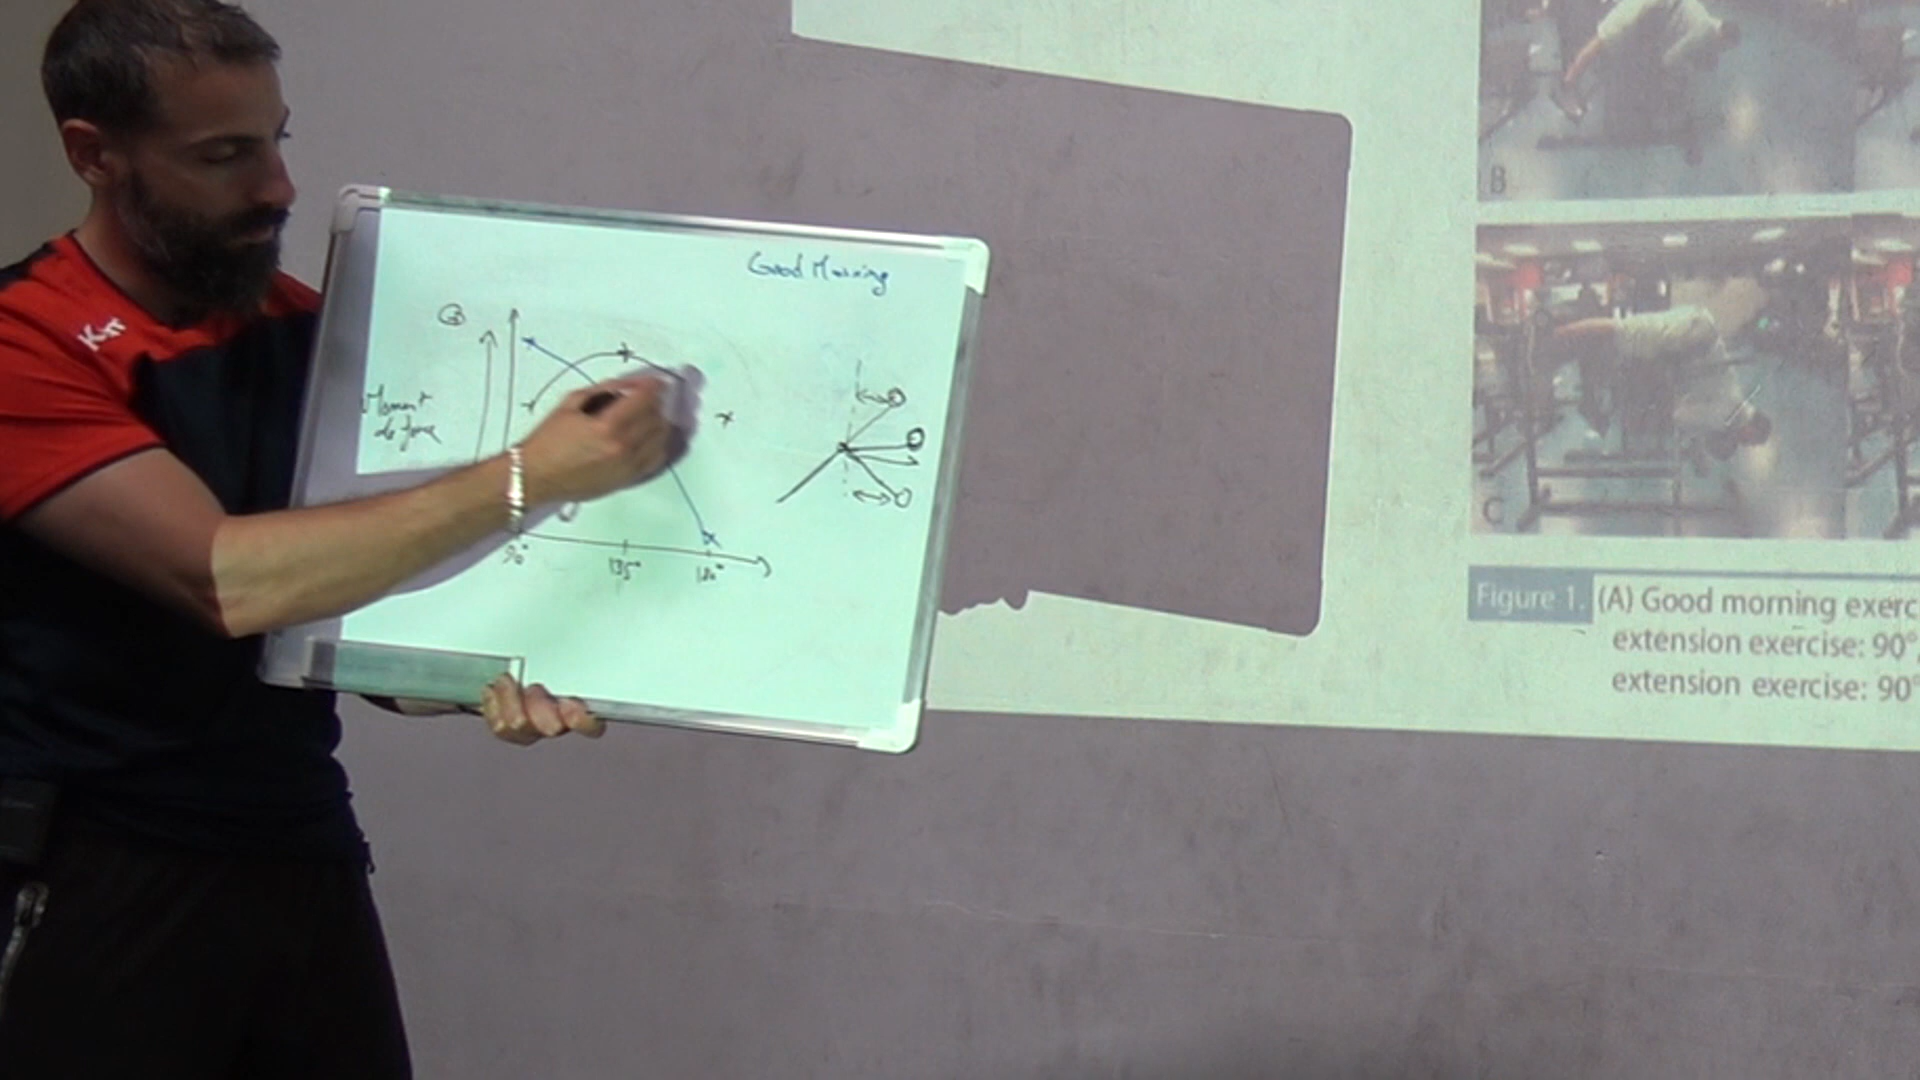 Good Morning
Moment
de force
90°
135°
180°
B
C
Figure 1. (A) Good morning exerc
extension exercise: 90°,
extension exercise: 90°